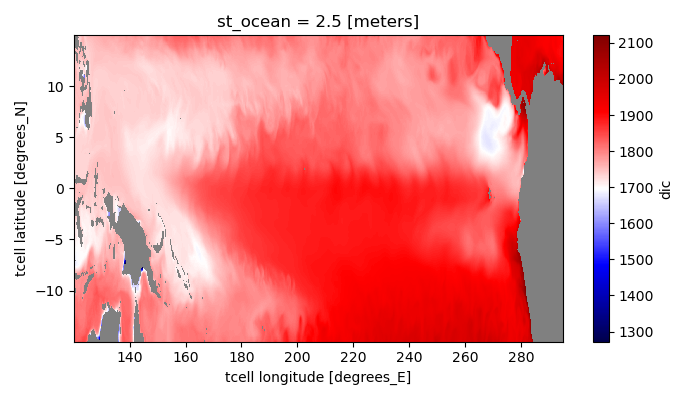 st_ocean = 2.5 [meters]
tcell latitude [degrees_N]
10
5
0
−5
−10
140 160 180 200 220 240 260 280
tcell longitude [degrees_E]
2100
2000
1900
1800
1700
1600
1500
1400
1300
dic